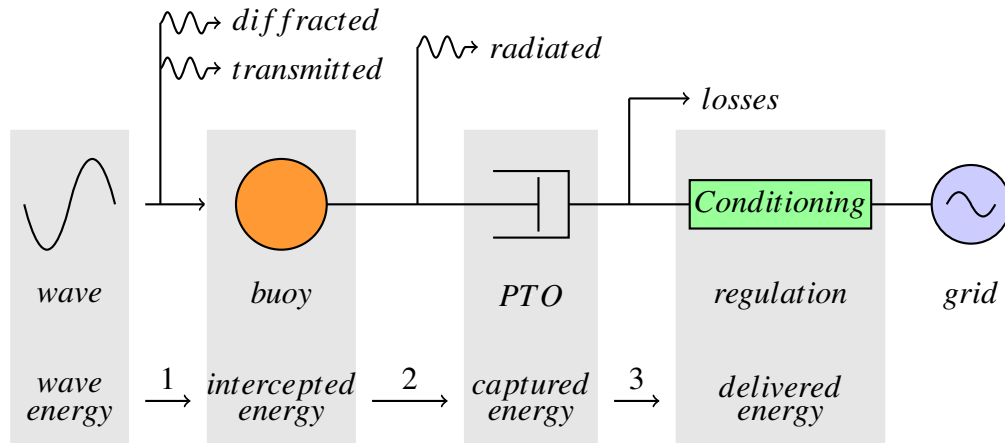 diffracted
transmitted
radiated
losses
Conditioning
wave
buoy
PTO
regulation
grid
wave
energy
1
intercepted
energy
2
captured
energy
3
delivered
energy